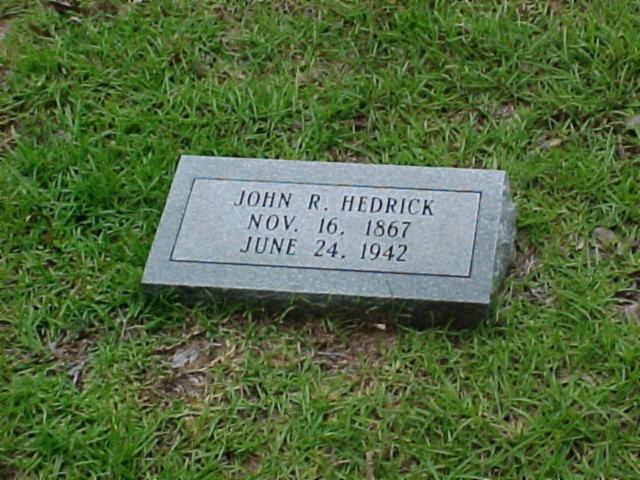 JOHN R. HEDRICK
NOV. 16. 1867
JUNE 24. 1942